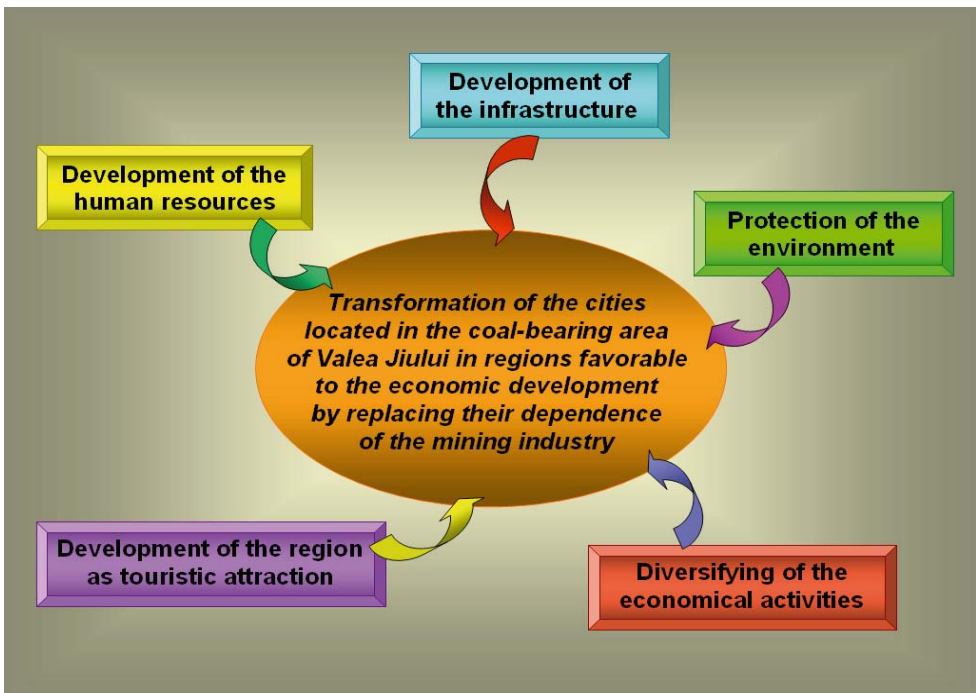 Development of
the infrastructure
Development of the
human resources
Protection of the
environment
Transformation of the cities
located in the coal-bearing area
of Valea Jiului in regions favorable
to the economic development
by replacing their dependence
of the mining industry
Development of the region
as touristic attraction
Diversifying of the
economical activities